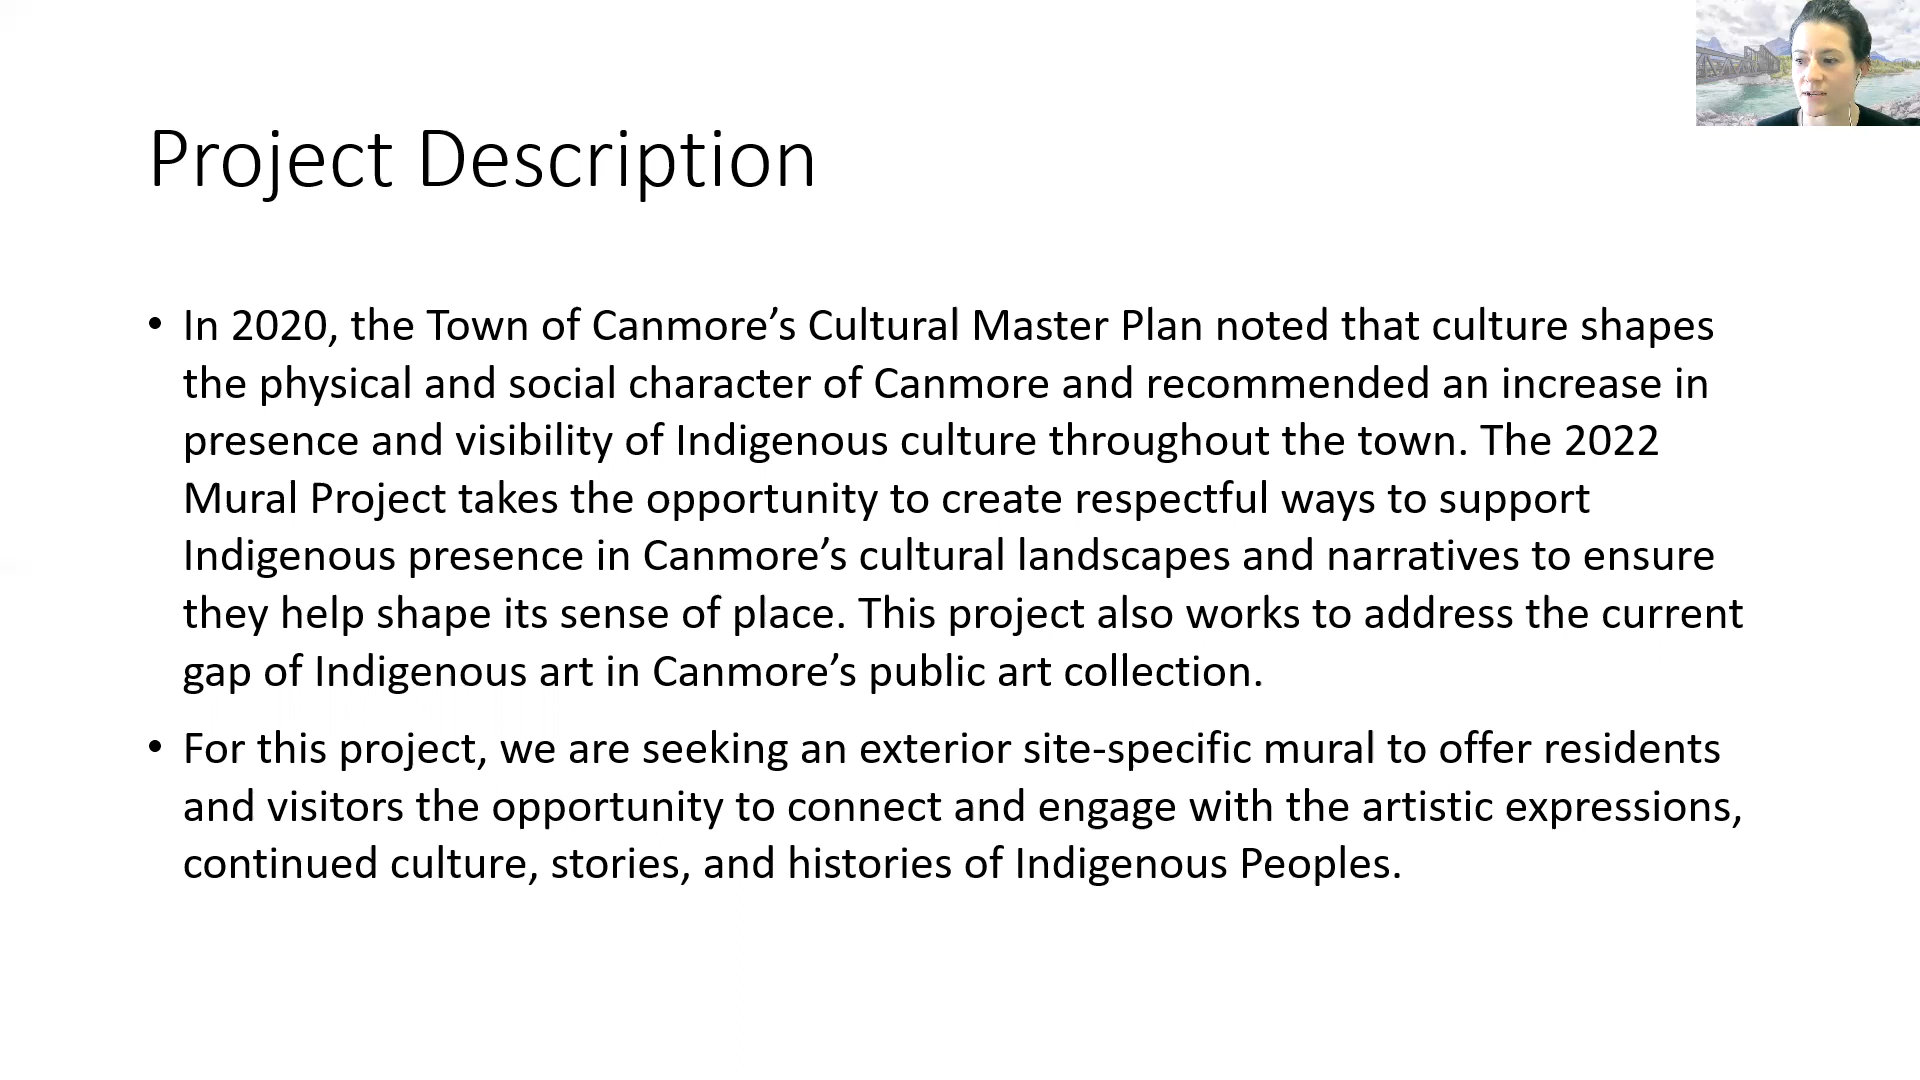 Project Description
• In 2020, the Town of Canmore’s Cultural Master Plan noted that culture shapes
the physical and social character of Canmore and recommended an increase in
presence and visibility of Indigenous culture throughout the town. The 2022
Mural Project takes the opportunity to create respectful ways to support
Indigenous presence in Canmore’s cultural landscapes and narratives to ensure
they help shape its sense of place. This project also works to address the current
gap of Indigenous art in Canmore’s public art collection.
• For this project, we are seeking an exterior site-specific mural to offer residents
and visitors the opportunity to connect and engage with the artistic expressions,
continued culture, stories, and histories of Indigenous Peoples.